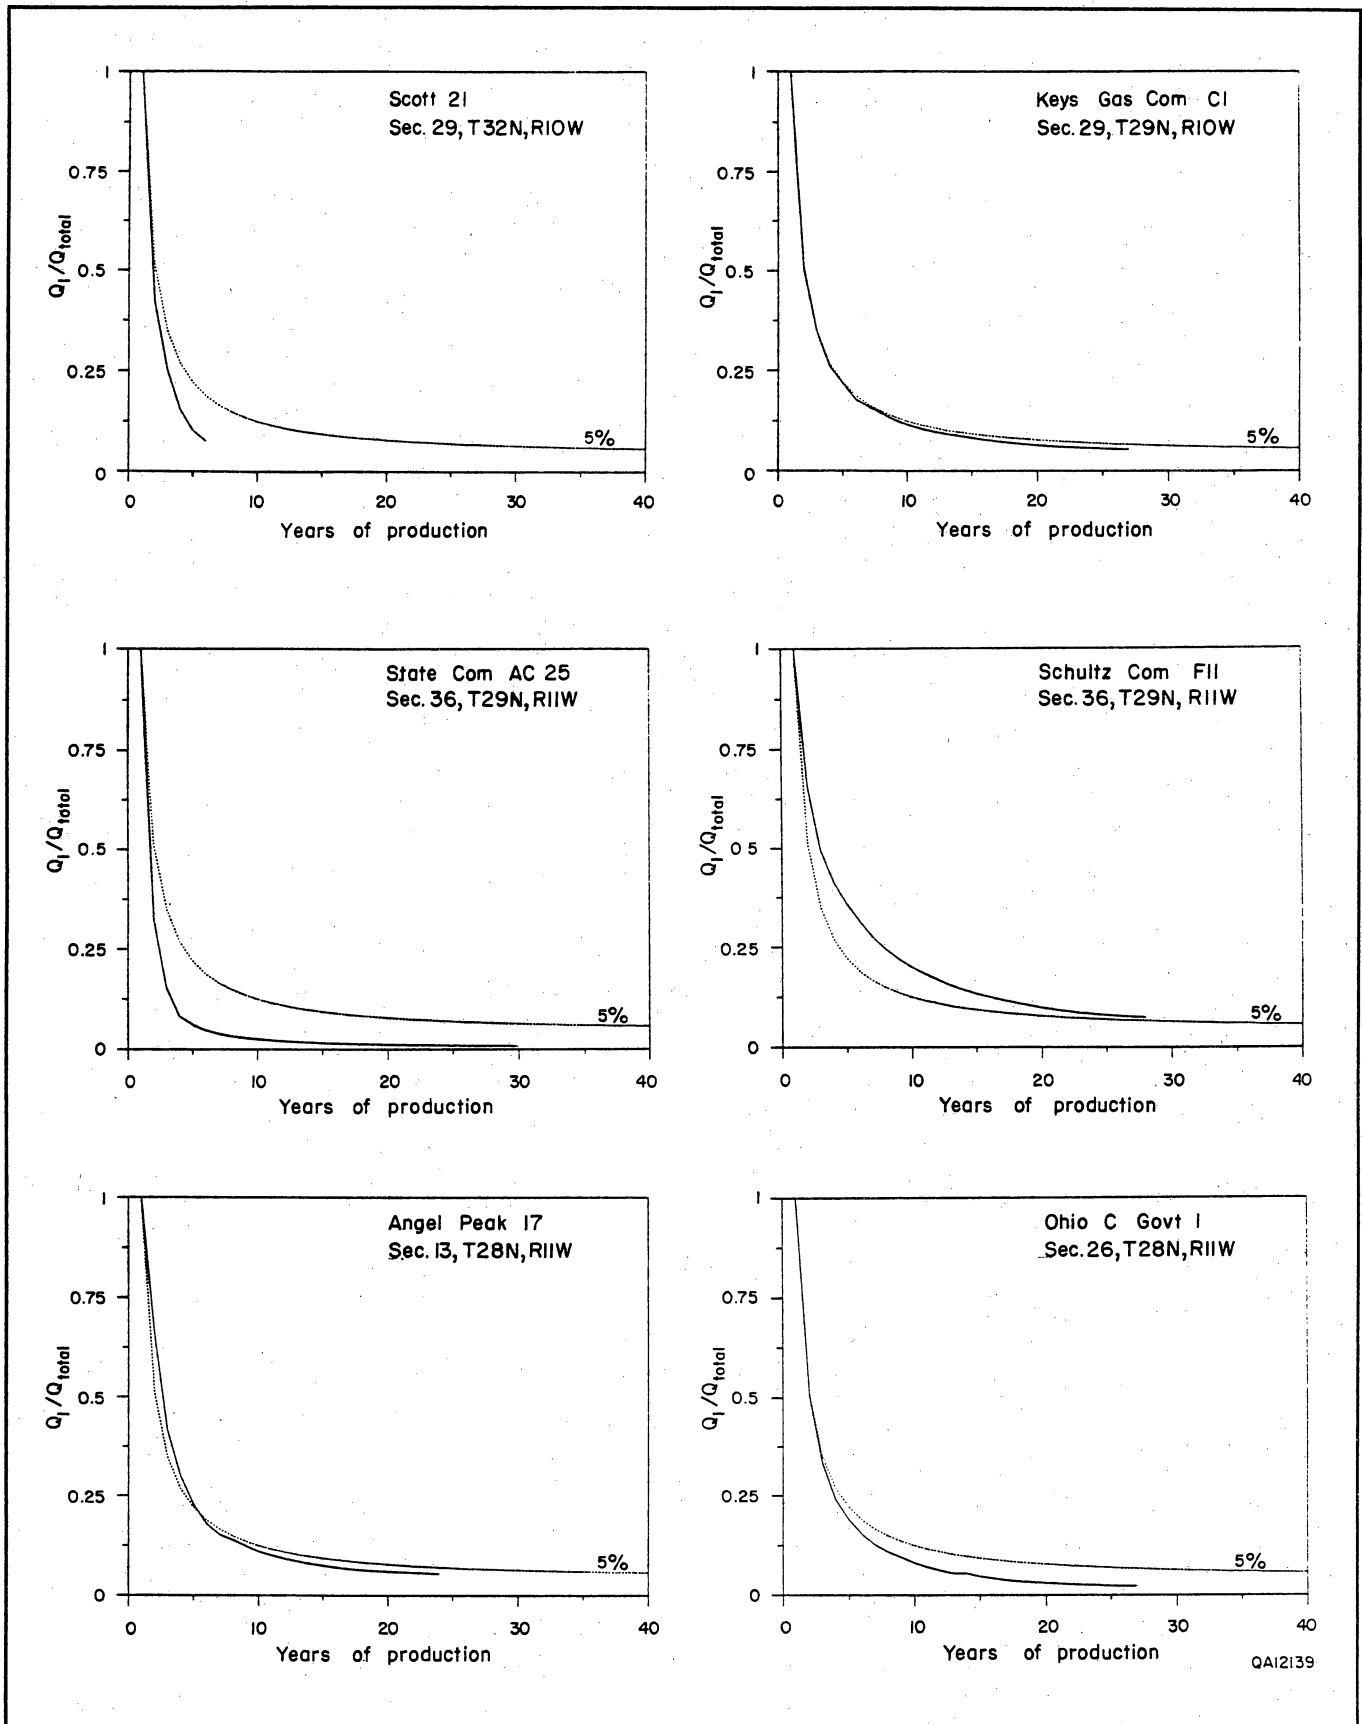 Scott 21
Sec. 29, T32N, R10W
1
0.75
0.5
0.25
0
Q1/Qtotal
5%
0 10 20 30 40
Years of production
Keys Gas Com C1
Sec. 29, T29N, R10W
1
0.75
0.5
0.25
0
Q1/Qtotal
5%
0 10 20 30 40
Years of production
State Com AC 25
Sec. 36, T29N, R11W
1
0.75
0.5
0.25
0
Q1/Qtotal
5%
0 10 20 30 40
Years of production
Schultz Com F11
Sec. 36, T29N, R11W
1
0.75
0 5
0.25
0
Q1/Qtotal
5%
0 10 20 30 40
Years of production
Angel Peak 17
Sec. 13, T28N, R11W
1
0.75
0.5
0.25
0
Q1/Qtotal
5%
0 10 20 30 40
Years of production
Ohio C Govt 1
Sec. 26, T28N, R11W
1
0.75
0.5
0.25
0
Q1/Qtotal
5%
0 10 20 30 40
Years of production
QA12139